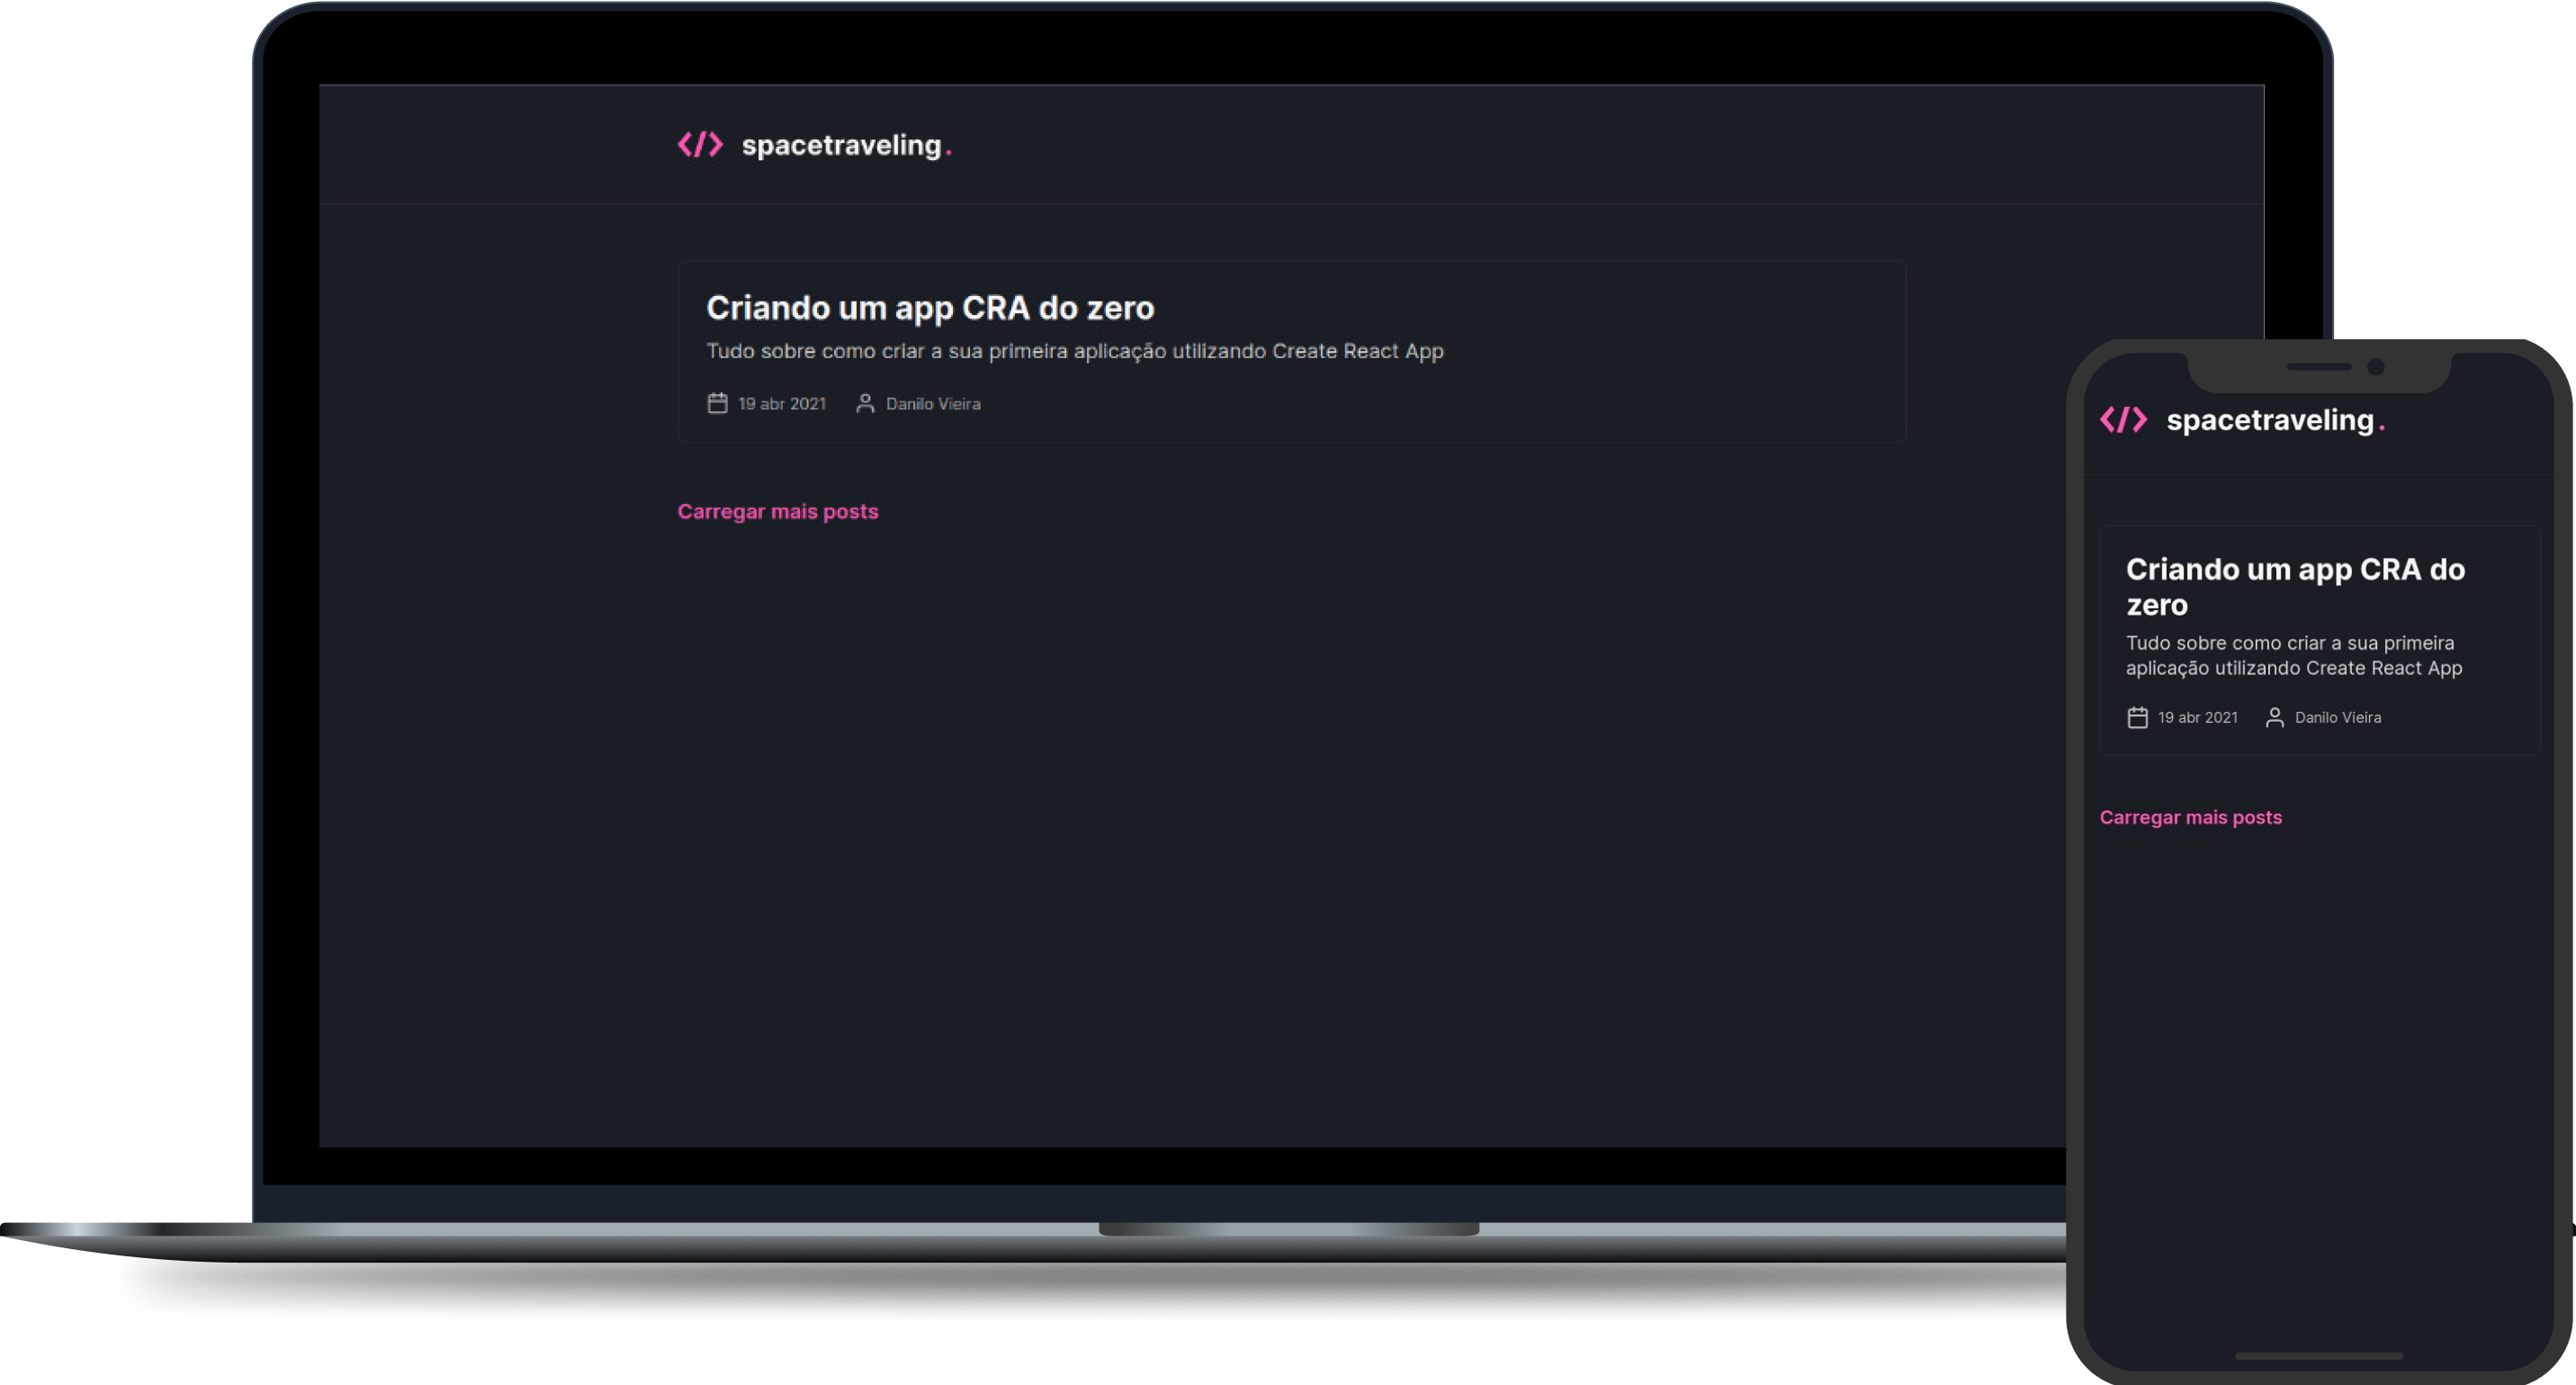 </> spacetraveling.
Criando um app CRA do zero
Tudo sobre como criar a sua primeira aplicação utilizando Create React App
19 abr 2021 Danilo Vieira
Carregar mais posts
</> spacetraveling.
Criando um app CRA do
zero
Tudo sobre como criar a sua primeira
aplicação utilizando Create React App
19 abr 2021 Danilo Vieira
Carregar mais posts